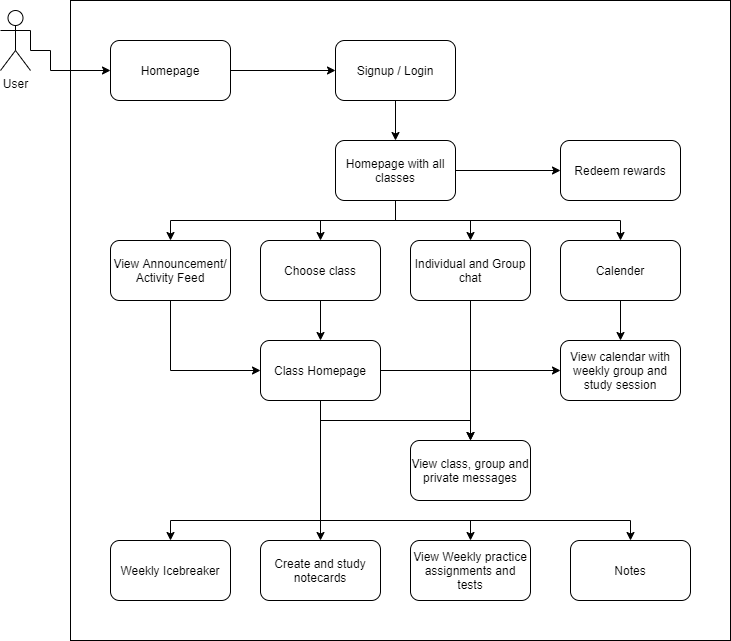 User
Homepage
Signup / Login
Homepage with all
classes
Redeem rewards
View Announcement/
Activity Feed
Choose class
Individual and Group
chat
Calender
Class Homepage
View calendar with
weekly group and
study session
View class, group and
private messages
Weekly Icebreaker
Create and study
notecards
View Weekly practice
assignments and
tests
Notes